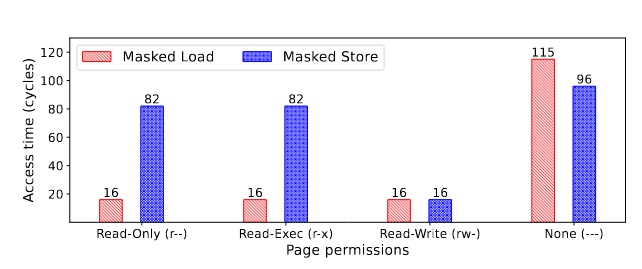 Masked Load
Masked Store
Access time (cycles)
120
100
80
60
40
20
16
82
16
82
16
16
115
96
Read-Only (r--)
Read-Exec (r-x)
Read-Write (rw-)
None (---)
Page permissions